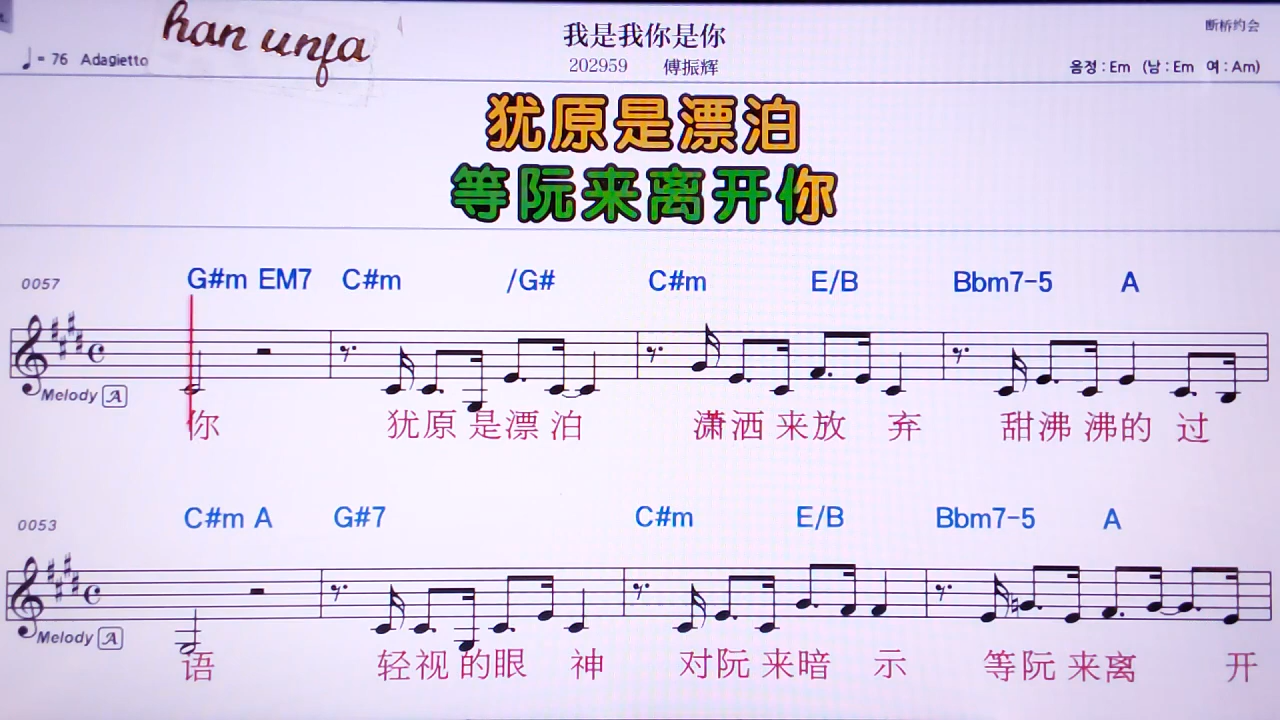 han unja
♩= 76 Adagietto
我是我你是你
202959 傅振辉
断桥约会
음정 : Em (남 : Em 여 : Am)
犹原是漂泊
等阮来离开你
0057
G#m EM7 C#m /G# C#m E/B Bbm7-5 A
Melody A
你 犹原 是漂 泊 潇洒 来放 弃 甜沸 沸的 过
0053
C#m A G#7 C#m E/B Bbm7-5 A
Melody A
语 轻视 的眼 神 对阮 来暗 示 等阮 来离 开